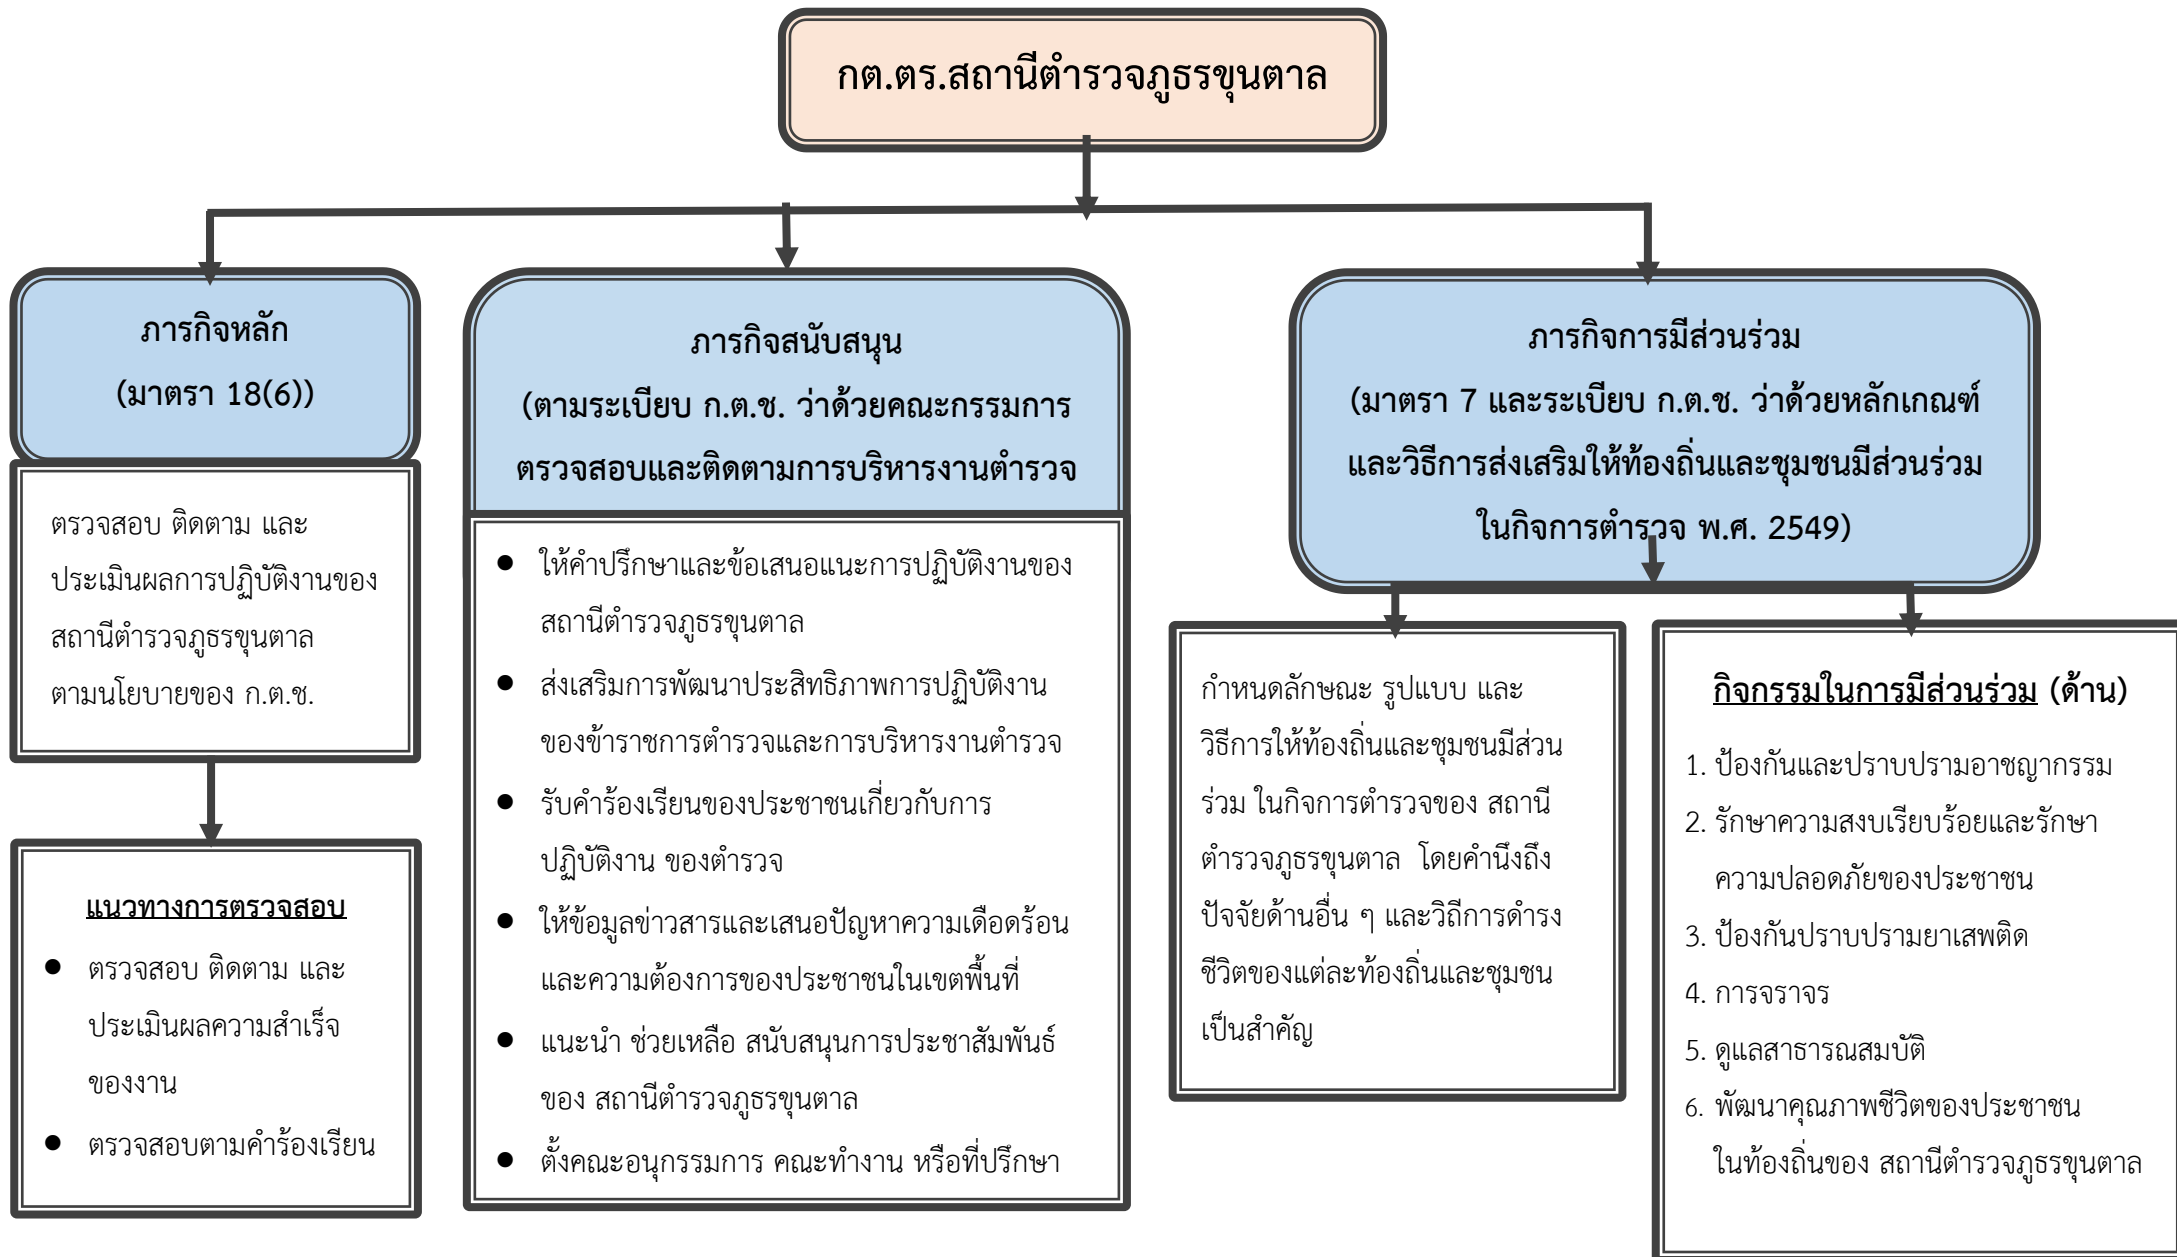 กต.ตร.สถานีตำรวจภูธรขุนตาล
ภารกิจหลัก
(มาตรา 18(6))
ตรวจสอบ ติดตาม และ
ประเมินผลการปฏิบัติงานของ
สถานีตำรวจภูธรขุนตาล
ตามนโยบายของ ก.ต.ช.
แนวทางการตรวจสอบ
● ตรวจสอบ ติดตาม และ
ประเมินผลความสำเร็จ
ของงาน
● ตรวจสอบตามคำร้องเรียน
ภารกิจสนับสนุน
(ตามระเบียบ ก.ต.ช. ว่าด้วยคณะกรรมการ
ตรวจสอบและติดตามการบริหารงานตำรวจ
● ให้คำปรึกษาและข้อเสนอแนะการปฏิบัติงานของ
สถานีตำรวจภูธรขุนตาล
● ส่งเสริมการพัฒนาประสิทธิภาพการปฏิบัติงาน
ของข้าราชการตำรวจและการบริหารงานตำรวจ
● รับคำร้องเรียนของประชาชนเกี่ยวกับการ
ปฏิบัติงาน ของตำรวจ
● ให้ข้อมูลข่าวสารและเสนอปัญหาความเดือดร้อน
และความต้องการของประชาชนในเขตพื้นที่
● แนะนำ ช่วยเหลือ สนับสนุนการประชาสัมพันธ์
ของ สถานีตำรวจภูธรขุนตาล
● ตั้งคณะอนุกรรมการ คณะทำงาน หรือที่ปรึกษา
ภารกิจการมีส่วนร่วม
(มาตรา 7 และระเบียบ ก.ต.ช. ว่าด้วยหลักเกณฑ์
และวิธีการส่งเสริมให้ท้องถิ่นและชุมชนมีส่วนร่วม
ในกิจการตำรวจ พ.ศ. 2549)
กำหนดลักษณะ รูปแบบ และ
วิธีการให้ท้องถิ่นและชุมชนมีส่วน
ร่วม ในกิจการตำรวจของ สถานี
ตำรวจภูธรขุนตาล โดยคำนึงถึง
ปัจจัยด้านอื่น ๆ และวิถีการดำรง
ชีวิตของแต่ละท้องถิ่นและชุมชน
เป็นสำคัญ
กิจกรรมในการมีส่วนร่วม (ด้าน)
1. ป้องกันและปราบปรามอาชญากรรม
2. รักษาความสงบเรียบร้อยและรักษา
ความปลอดภัยของประชาชน
3. ป้องกันปราบปรามยาเสพติด
4. การจราจร
5. ดูแลสาธารณสมบัติ
6. พัฒนาคุณภาพชีวิตของประชาชน
ในท้องถิ่นของ สถานีตำรวจภูธรขุนตาล